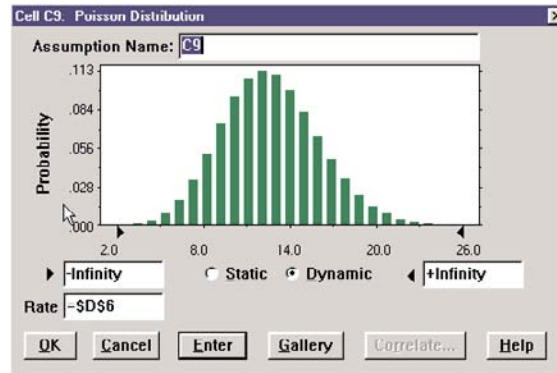 Cell C9. Poisson Distribution
Assumption Name: C9
.113
.084
.056
.028
.000
Probability
2.0 8.0 14.0 20.0 26.0
-Infinity Static Dynamic +Infinity
Rate -$D$6
OK Cancel Enter Gallery Correlate... Help